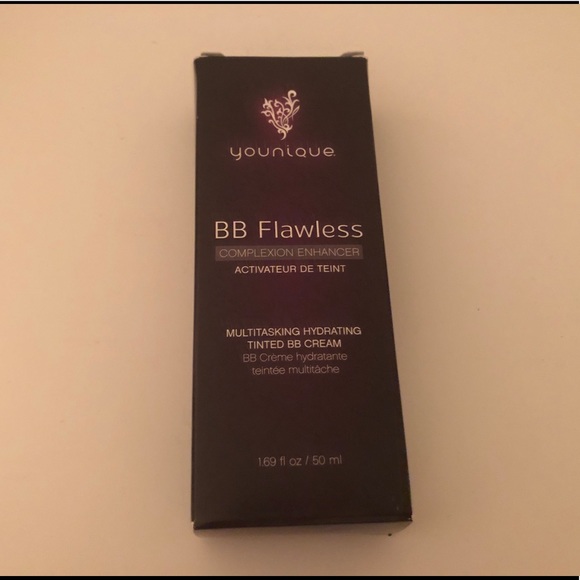 younique
BB Flawless
COMPLEXION ENHANCER
ACTIVATEUR DE TEINT
MULTITASKING HYDRATING
TINTED BB CREAM
BB Crème hydratante
teintée multitâche
1.69 fl oz / 50 ml